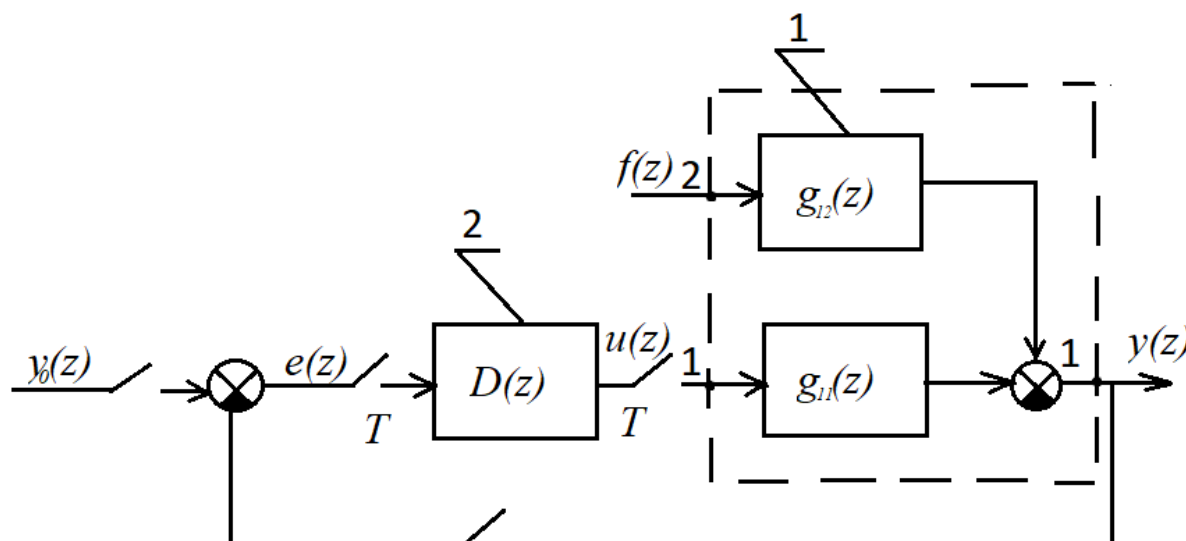 1
f(z) 2
g₁₂(z)
2
y₀(z)
e(z)
T
D(z)
u(z)
T
1
g₁₁(z)
1
y(z)